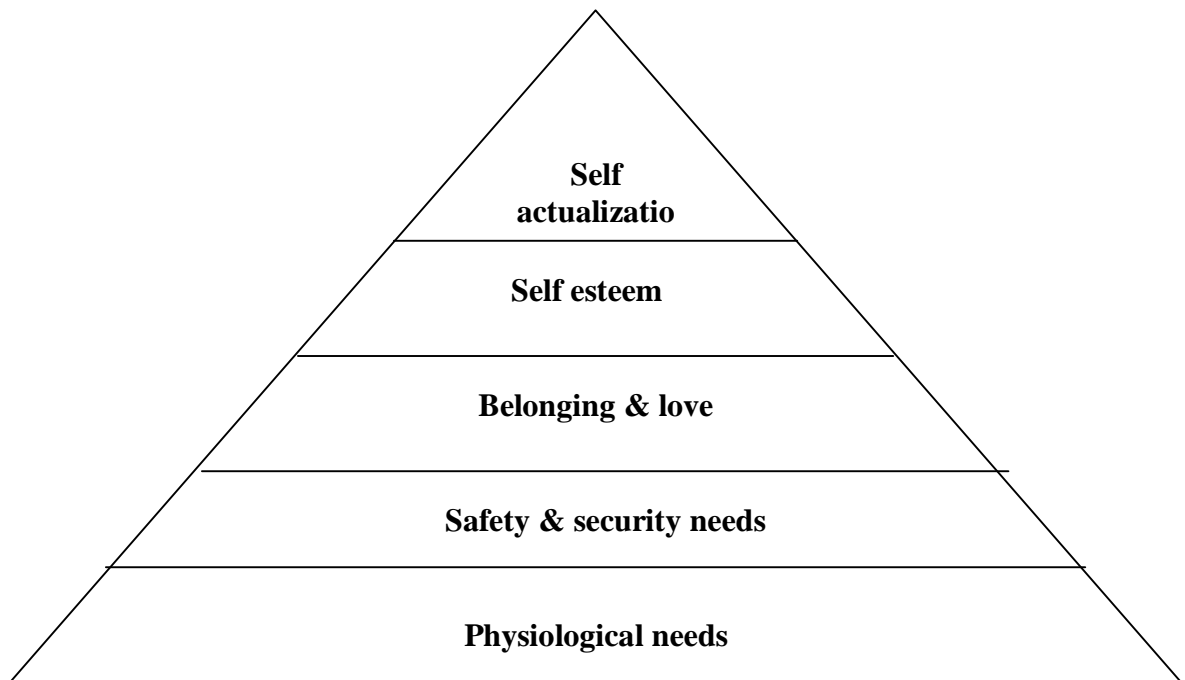 Self
actualizatio
Self esteem
Belonging & love
Safety & security needs
Physiological needs